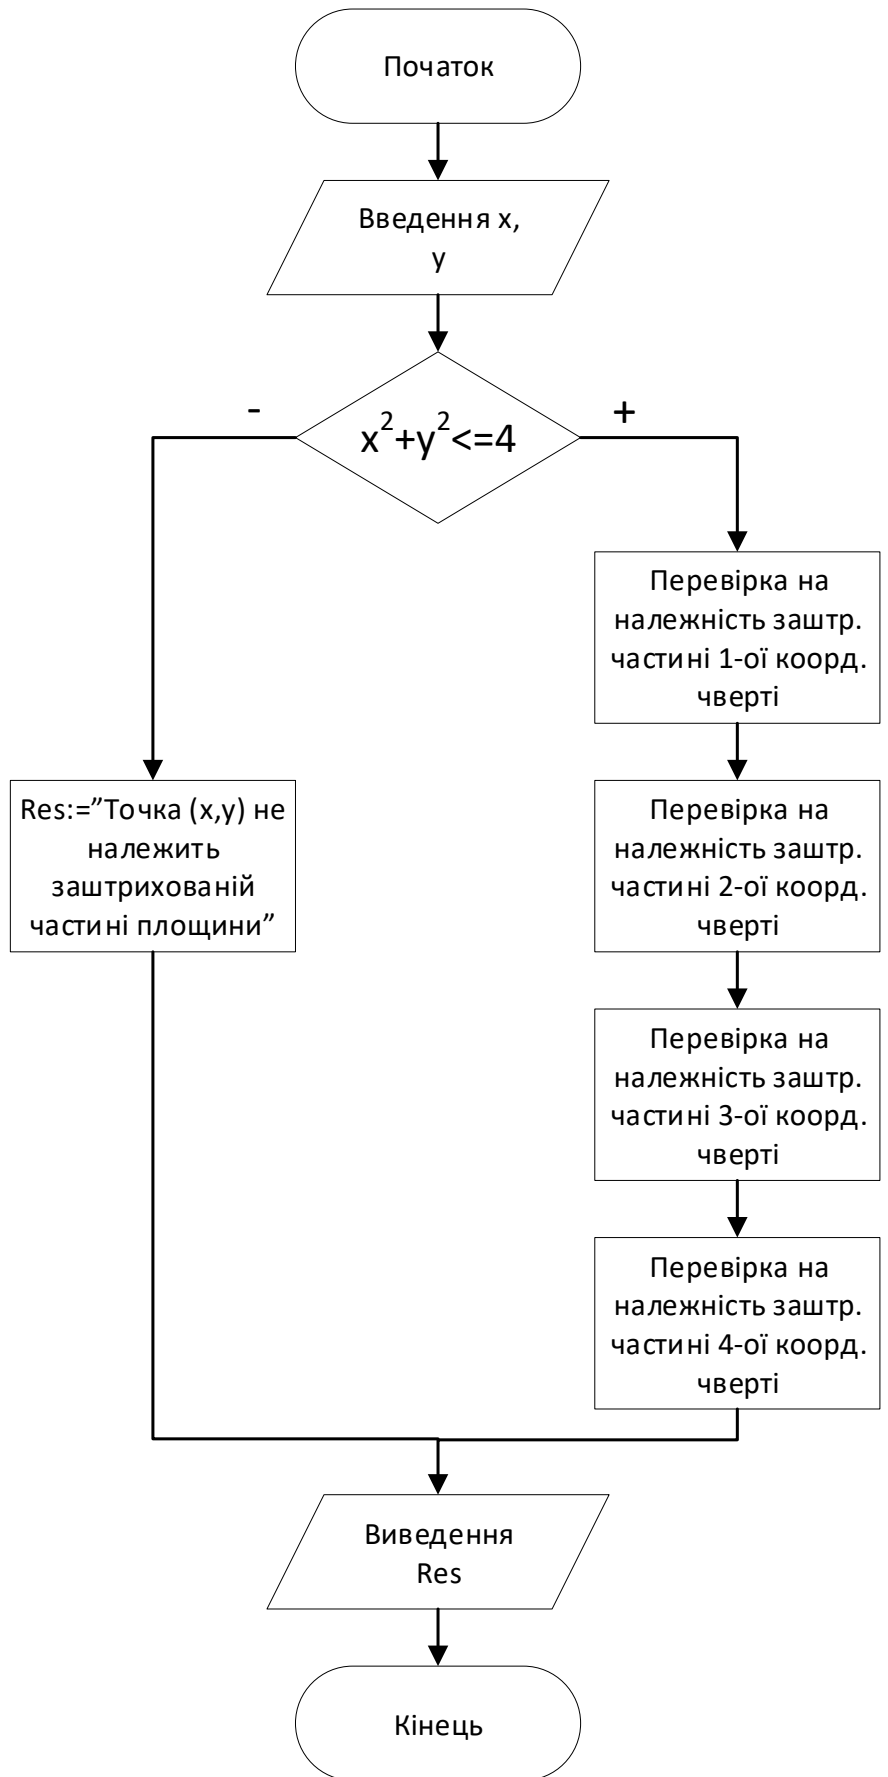 Початок
Введення x,
y
-
x²+y²<=4
+
Перевірка на
належність заштр.
частині 1-ої коорд.
чверті
Res:=”Точка (x,y) не
належить
заштрихованій
частині площини”
Перевірка на
належність заштр.
частині 2-ої коорд.
чверті
Перевірка на
належність заштр.
частині 3-ої коорд.
чверті
Перевірка на
належність заштр.
частині 4-ої коорд.
чверті
Виведення
Res
Кінець